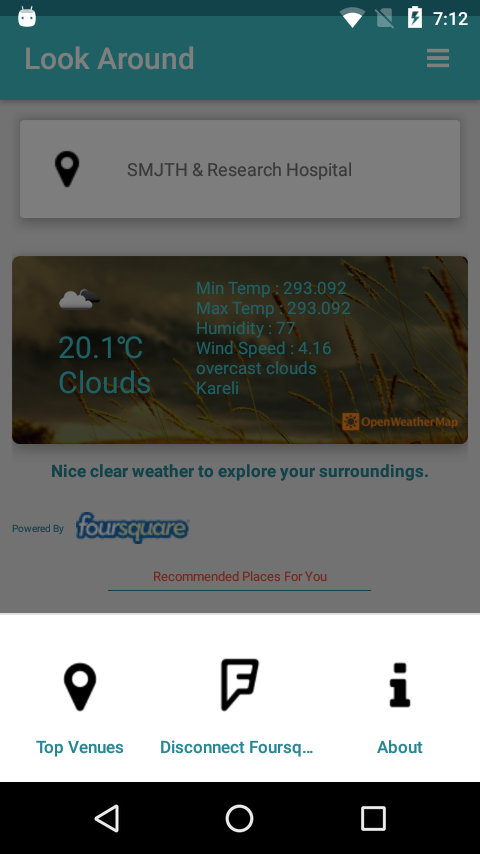 7:12
Look Around
SMJTH & Research Hospital
Min Temp : 293.092
Max Temp : 293.092
Humidity : 77
Wind Speed : 4.16
overcast clouds
Kareli
20.1℃
Clouds
OpenWeatherMap
Nice clear weather to explore your surroundings.
Powered By foursquare
Recommended Places For You
Top Venues
Disconnect Foursq...
About